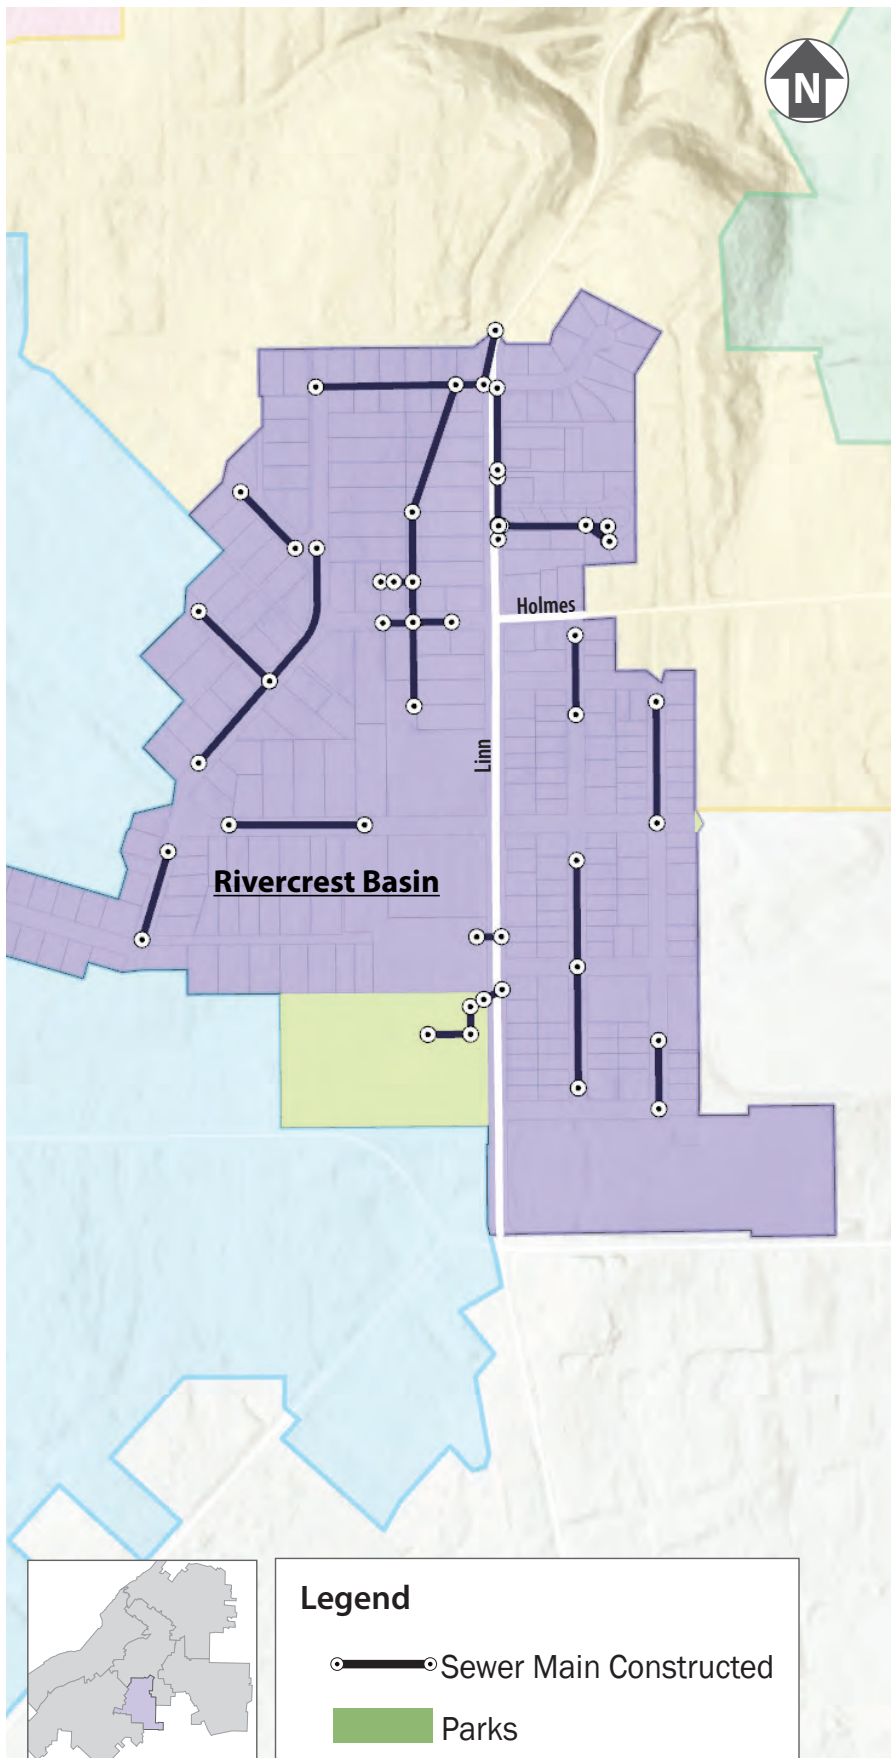 N
Holmes
Linn
Rivercrest Basin
Legend
Sewer Main Constructed
Parks